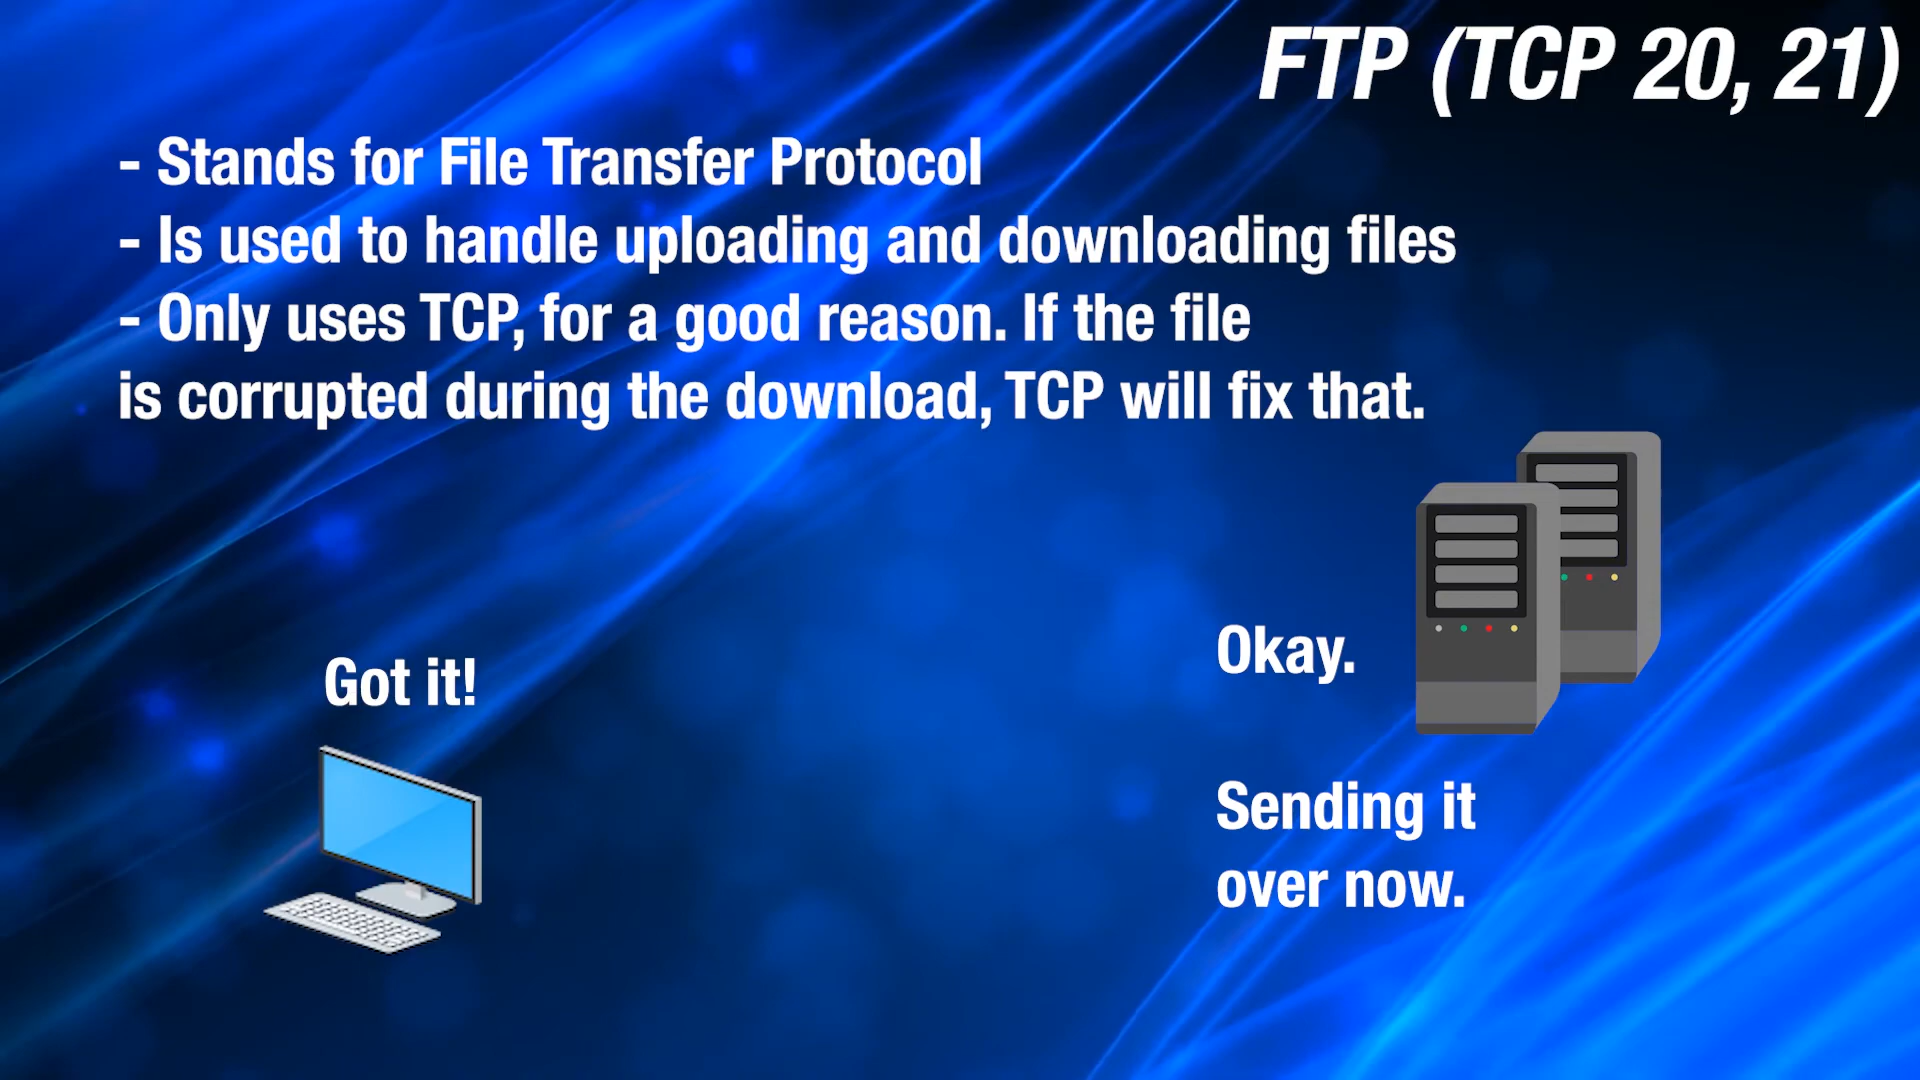 FTP (TCP 20, 21)
- Stands for File Transfer Protocol
- Is used to handle uploading and downloading files
- Only uses TCP, for a good reason. If the file
is corrupted during the download, TCP will fix that.
Okay.
Got it!
Sending it
over now.